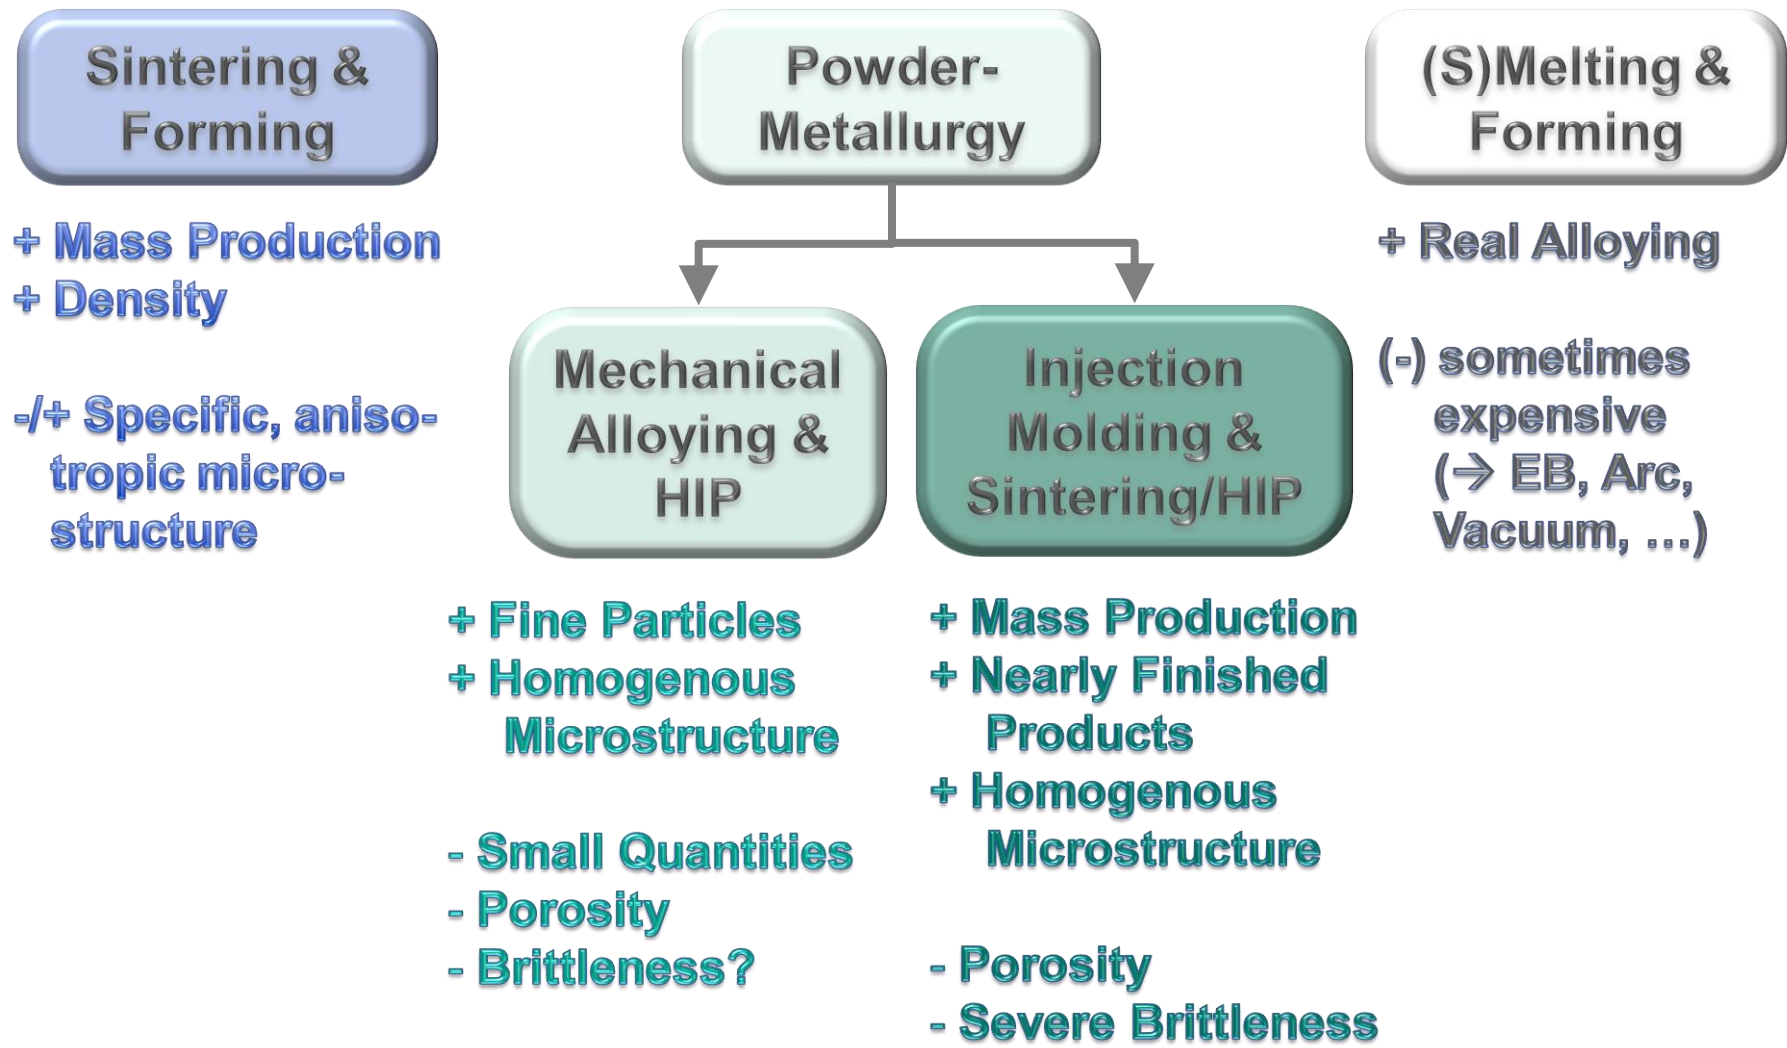 Sintering &
Forming
+ Mass Production
+ Density
-/+ Specific, aniso-
tropic micro-
structure
Powder-
Metallurgy
Mechanical
Alloying &
HIP
+ Fine Particles
+ Homogenous
Microstructure
- Small Quantities
- Porosity
- Brittleness?
Injection
Molding &
Sintering/HIP
+ Mass Production
+ Nearly Finished
Products
+ Homogenous
Microstructure
- Porosity
- Severe Brittleness
(S)Melting &
Forming
+ Real Alloying
(-) sometimes
expensive
(→ EB, Arc,
Vacuum, …)